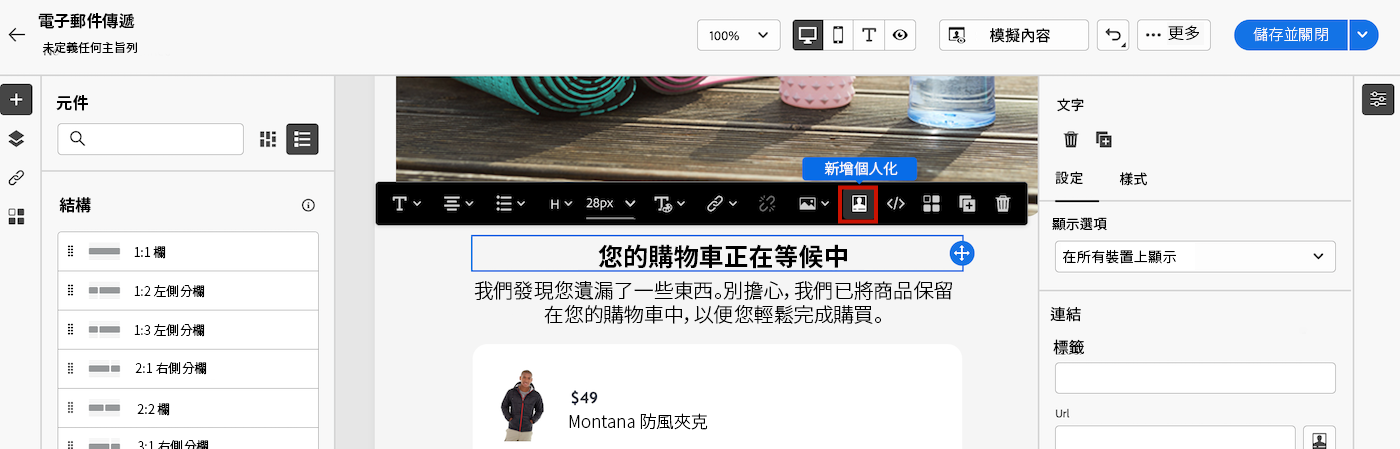 電子郵件傳遞
未定義任何主旨列
100%
模擬內容
更多
儲存並關閉
元件
結構
1:1 欄
1:2 左側分欄
1:3 左側分欄
2:1 右側分欄
2:2 欄
3:1 右側分欄
新增個人化
T
H
28px
您的購物車正在等候中
我們發現您遺漏了一些東西。別擔心，我們已將商品保留
在您的購物車中，以便您輕鬆完成購買。
$49
Montana 防風夾克
文字
設定
樣式
顯示選項
在所有裝置上顯示
連結
標籤
Url